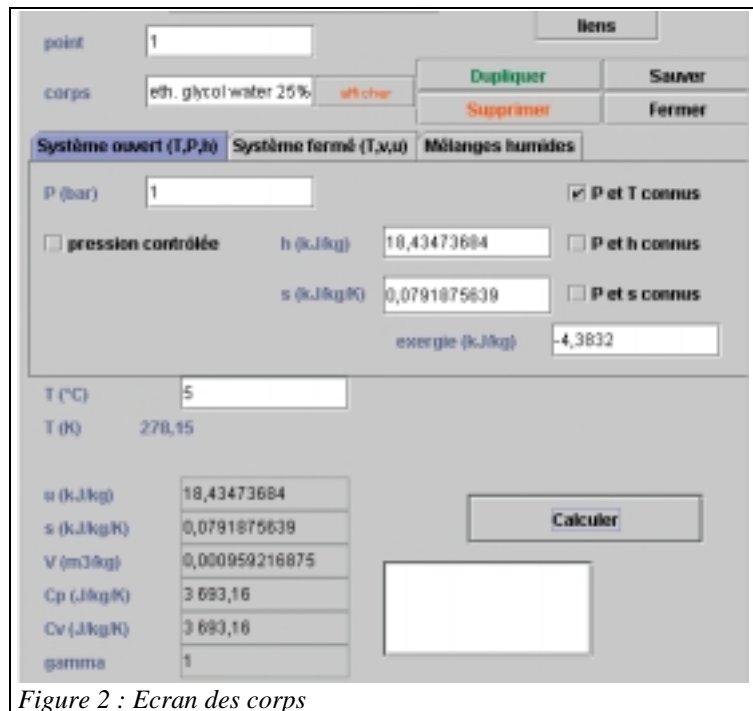 liens
point 1
corps eth. glycol water 25% afficher
Dupliquer Sauver
Supprimer Fermer
Système ouvert (T,P,h) Système fermé (T,v,u) Mélanges humides
P (bar) 1 P et T connus
pression contrôlée h (kJ/kg) 18,43473684 P et h connus
s (kJ/kg/K) 0,0791875639 P et s connus
exergie (kJ/kg) -4,3832
T (°C) 5
T (K) 278,15
u (kJ/kg) 18,43473684
s (kJ/kg/K) 0,0791875639
Calculer
V (m3/kg) 0,000959216875
Cp (J/kg/K) 3 693,16
Cv (J/kg/K) 3 693,16
gamma 1
Figure 2 : Ecran des corps